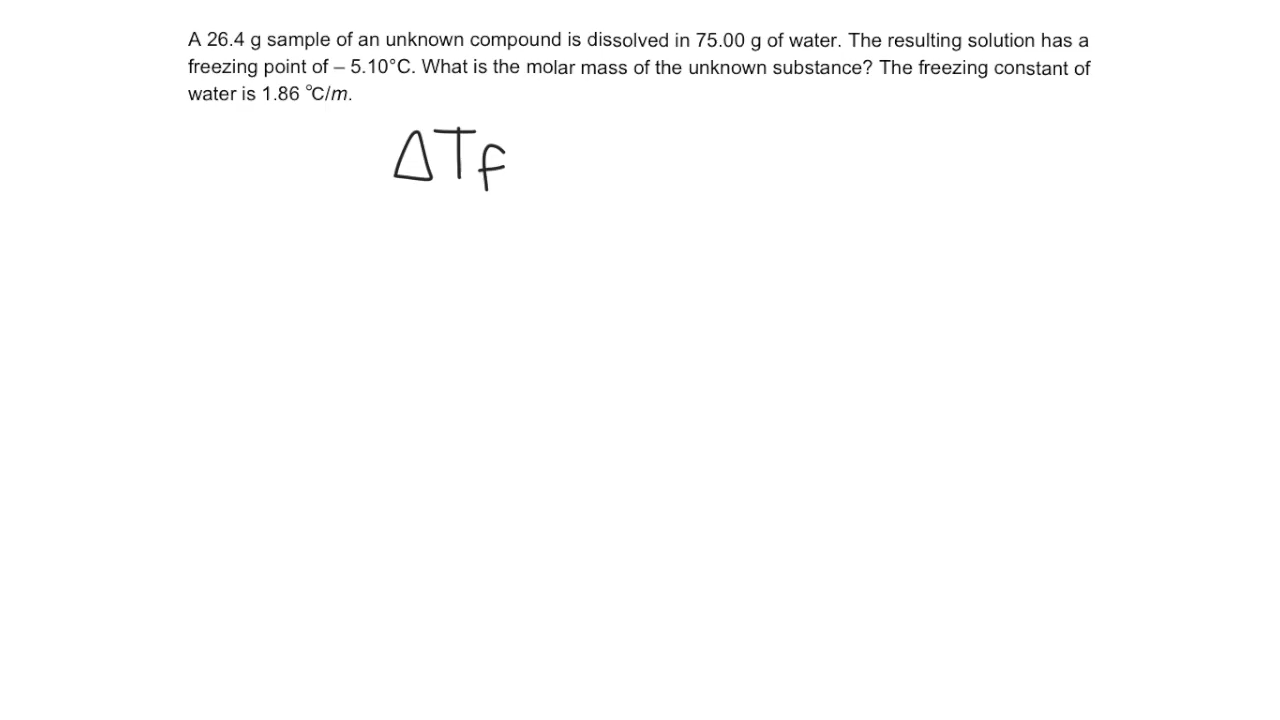 A 26.4 g sample of an unknown compound is dissolved in 75.00 g of water. The resulting solution has a
freezing point of – 5.10°C. What is the molar mass of the unknown substance? The freezing constant of
water is 1.86 ℃/m.
ΔTf